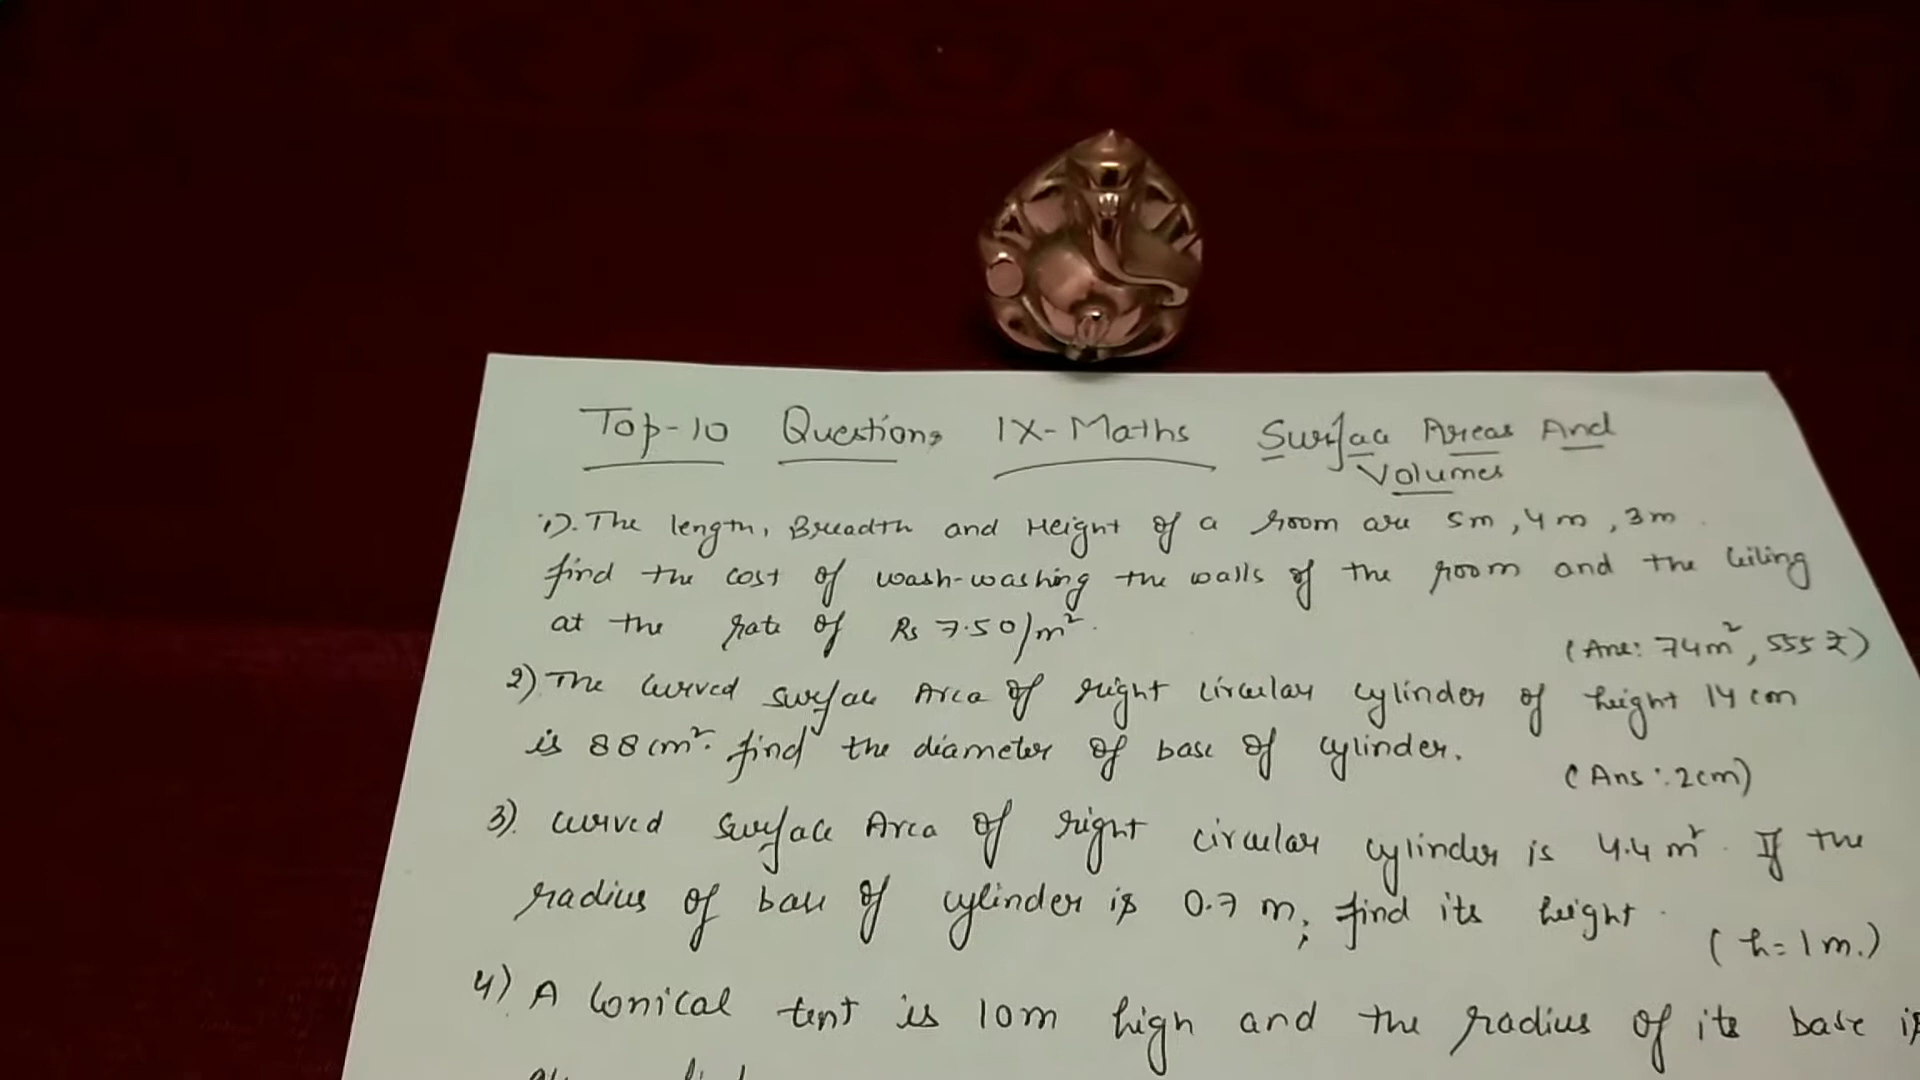 Top-10 Questions IX-Maths Surface Areas And
Volumes
1). The length, Breadth and Height of a room are 5m, 4m, 3m.
find the cost of wash-washing the walls of the room and the Ceiling
at the rate of Rs 7.50/m².
(Ans: 74m², 555 ₹)
2) The Curved surface Area of right circular cylinder of height 14 cm
is 88cm². find the diameter of base of cylinder.
(Ans: 2cm)
3). curved surface Area of right circular cylinder is 4.4 m². If the
radius of base of cylinder is 0.7 m; find its height.
(h=1m.)
4) A Conical tent is 10m high and the radius of its base is